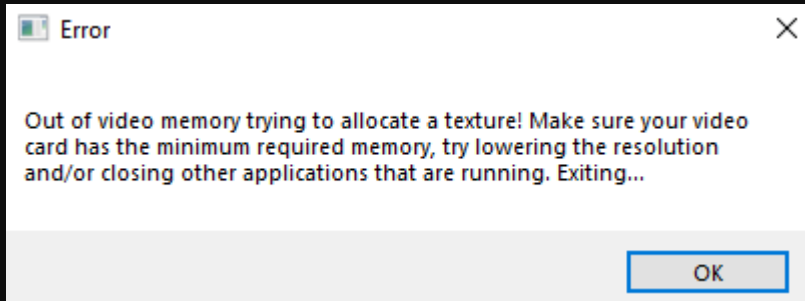 Error
Out of video memory trying to allocate a texture! Make sure your video
card has the minimum required memory, try lowering the resolution
and/or closing other applications that are running. Exiting...
OK